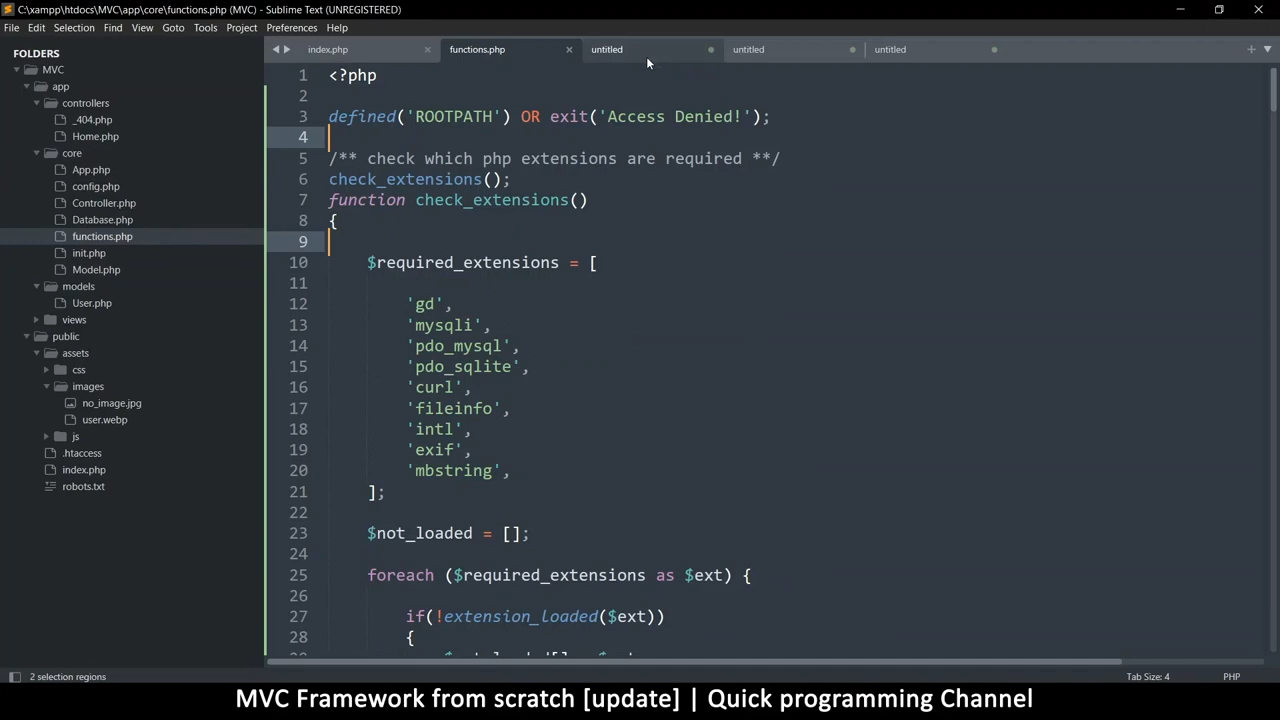 C:\xampp\htdocs\MVC\app\core\functions.php (MVC) - Sublime Text (UNREGISTERED)
File Edit Selection Find View Goto Tools Project Preferences Help
FOLDERS
MVC
app
controllers
_404.php
Home.php
core
App.php
config.php
Controller.php
Database.php
functions.php
init.php
Model.php
models
User.php
views
public
assets
css
images
no_image.jpg
user.webp
js
.htaccess
index.php
robots.txt
index.php functions.php untitled untitled untitled
1 <?php
2
3 defined('ROOTPATH') OR exit('Access Denied!');
4
5 /** check which php extensions are required **/
6 check_extensions();
7 function check_extensions()
8 {
9
10 $required_extensions = [
11
12 'gd',
13 'mysqli',
14 'pdo_mysql',
15 'pdo_sqlite',
16 'curl',
17 'fileinfo',
18 'intl',
19 'exif',
20 'mbstring',
21 ];
22
23 $not_loaded = [];
24
25 foreach ($required_extensions as $ext) {
26
27 if(!extension_loaded($ext))
28 {
2 selection regions
Tab Size: 4 PHP
MVC Framework from scratch [update] | Quick programming Channel